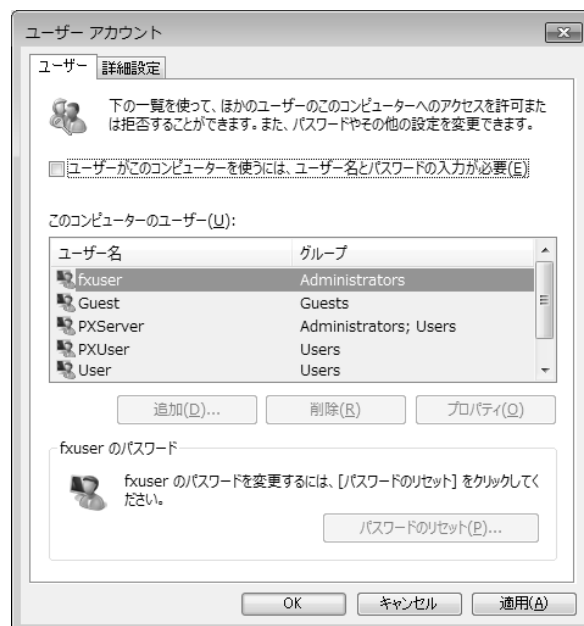 ユーザー アカウント
ユーザー 詳細設定
下の一覧を使って、ほかのユーザーのこのコンピューターへのアクセスを許可また
は拒否することができます。また、パスワードやその他の設定を変更できます。
ユーザーがこのコンピューターを使うには、ユーザー名とパスワードの入力が必要(E)
このコンピューターのユーザー(U):
ユーザー名 グループ
fxuser Administrators
Guest Guests
PXServer Administrators; Users
PXUser Users
User Users
追加(D)... 削除(R) プロパティ(O)
fxuser のパスワード
fxuser のパスワードを変更するには、[パスワードのリセット] をクリックしてく
ださい。
パスワードのリセット(P)...
OK キャンセル 適用(A)